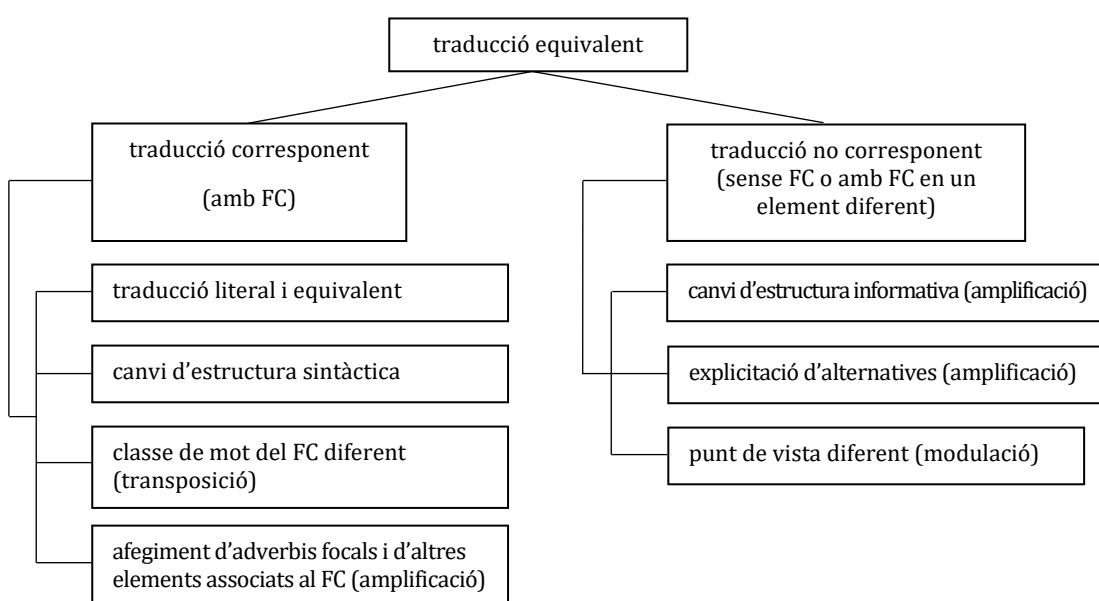 traducció equivalent
traducció corresponent
(amb FC)
traducció no corresponent
(sense FC o amb FC en un
element diferent)
traducció literal i equivalent
canvi d’estructura sintàctica
classe de mot del FC diferent
(transposició)
afegiment d’adverbis focals i d’altres
elements associats al FC (amplificació)
canvi d’estructura informativa (amplificació)
explicitació d’alternatives (amplificació)
punt de vista diferent (modulació)